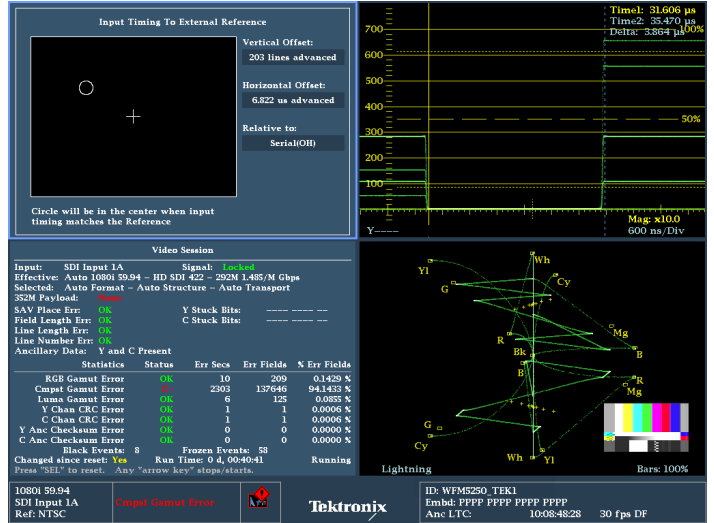 Input Timing To External Reference
Vertical Offset:
203 lines advanced
Horizontal Offset:
6.822 us advanced
Relative to:
Serial(OH)
Circle will be in the center when input
timing matches the Reference
Time1: 31.606 µs
Time2: 35.470 µs
Delta: 3.864 µs
100%
700
600
500
400
300
200
100
50%
Y----
Mag: x10.0
600 ns/Div
Video Session
Input: SDI Input 1A Signal: Locked
Effective: Auto 1080i 59.94 - HD SDI 422 - 292M 1.485/M Gbps
Selected: Auto Format - Auto Structure - Auto Transport
352M Payload: None
SAV Place Err: OK Y Stuck Bits: ---- ---- --
Field Length Err: OK C Stuck Bits: ---- ---- --
Line Length Err: OK
Line Number Err: OK
Ancillary Data: Y and C Present
Statistics Status Err Secs Err Fields % Err Fields
RGB Gamut Error OK 10 209 0.1429 %
Cmpst Gamut Error C 2303 137646 94.1433 %
Luma Gamut Error OK 6 125 0.0855 %
Y Chan CRC Error OK 1 1 0.0006 %
C Chan CRC Error OK 1 1 0.0006 %
Y Anc Checksum Error OK 0 0 0.0000 %
C Anc Checksum Error OK 0 0 0.0000 %
Black Events: 8 Frozen Events: 58
Changed since reset: Yes Run Time: 0 d, 00:40:41 Running
Press "SEL" to reset. Any "arrow key" stops/starts.
Yl
Wh
Cy
G
Mg
R
Bk
B
B
R
Mg
G
Cy
Wh
Yl
Lightning
Bars: 100%
1080i 59.94
SDI Input 1A
Ref: NTSC
Cmpst Gamut Error
Tektronix
ID: WFM5250_TEK1
Embd: PPPP PPPP PPPP PPPP
Anc LTC: 10:08:48:28 30 fps DF